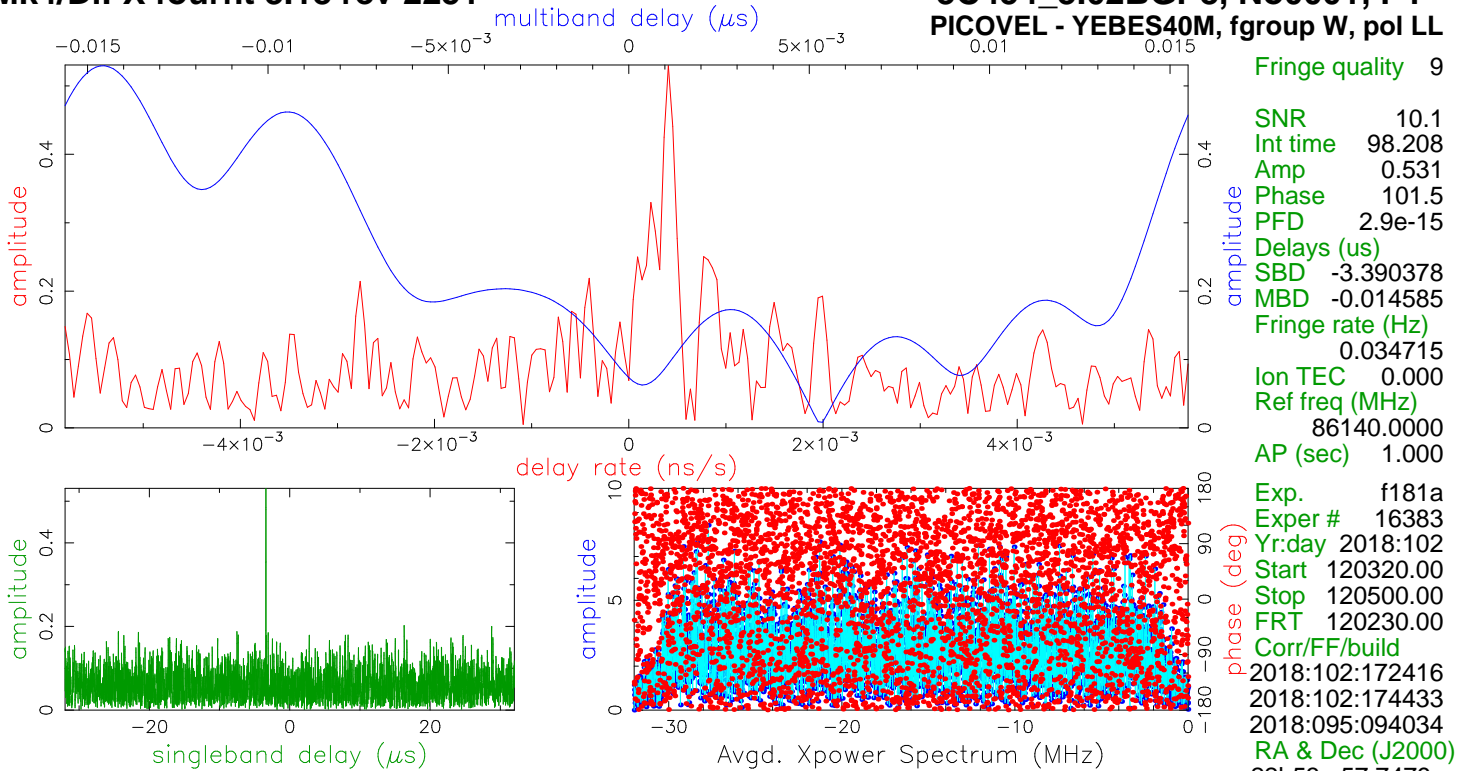 multiband delay (μs)
PICOVEL - YEBES40M, fgroup W, pol LL
−0.015 −0.01 −5×10⁻³ 0 5×10⁻³ 0.01 0.015
amplitude
0 0.2 0.4
amplitude
0 0.2 0.4
−4×10⁻³ −2×10⁻³ 0 2×10⁻³ 4×10⁻³
delay rate (ns/s)
amplitude
0 0.2 0.4
−20 0 20
singleband delay (μs)
amplitude
0 5 10
−30 −20 −10 0
Avgd. Xpower Spectrum (MHz)
phase (deg)
−180 −90 0 90 180
Fringe quality 9
SNR 10.1
Int time 98.208
Amp 0.531
Phase 101.5
PFD 2.9e-15
Delays (us)
SBD -3.390378
MBD -0.014585
Fringe rate (Hz)
0.034715
Ion TEC 0.000
Ref freq (MHz)
86140.0000
AP (sec) 1.000
Exp. f181a
Exper # 16383
Yr:day 2018:102
Start 120320.00
Stop 120500.00
FRT 120230.00
Corr/FF/build
2018:102:172416
2018:102:174433
2018:095:094034
RA & Dec (J2000)